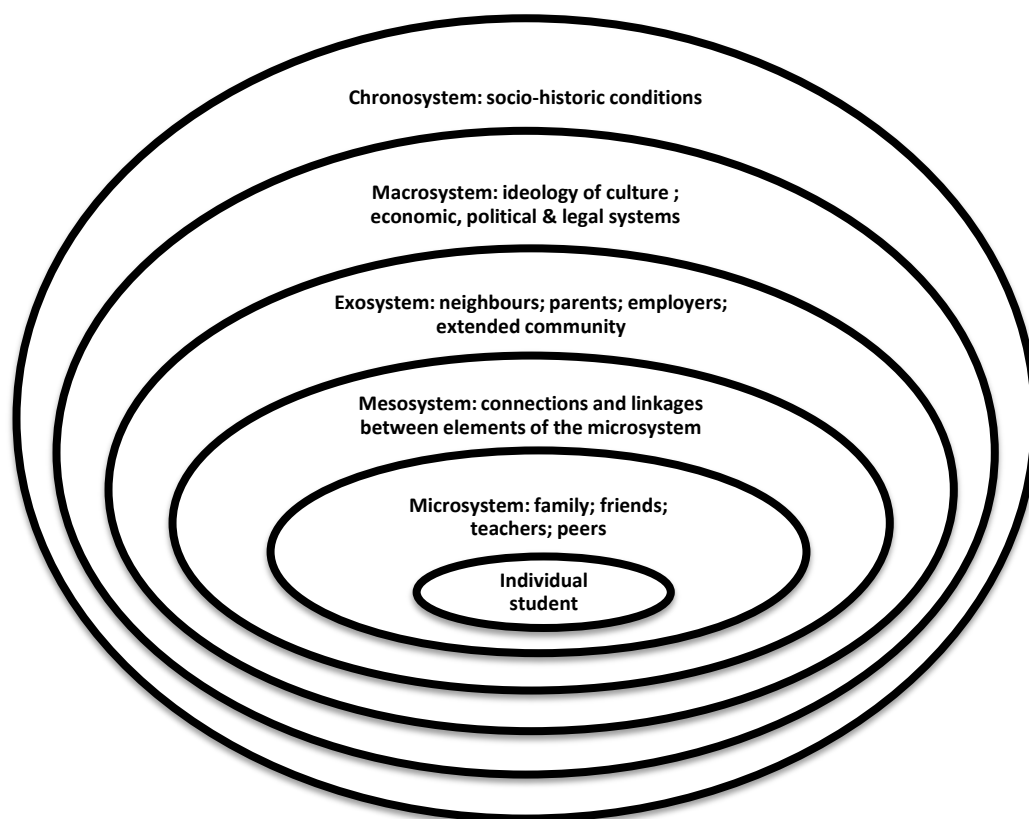 Chronosystem: socio-historic conditions
Macrosystem: ideology of culture ;
economic, political & legal systems
Exosystem: neighbours; parents; employers;
extended community
Mesosystem: connections and linkages
between elements of the microsystem
Microsystem: family; friends;
teachers; peers
Individual
student